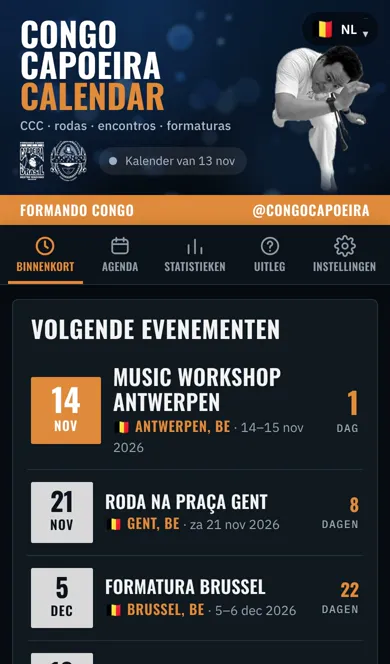 CONGO
CAPOEIRA
CALENDAR
NL
CCC · rodas · encontros · formaturas
Kalender van 13 nov
FORMANDO CONGO
@CONGOCAPOEIRA
BINNENKORT
AGENDA
STATISTIEKEN
UITLEG
INSTELLINGEN
VOLGENDE EVENEMENTEN
14
NOV
MUSIC WORKSHOP
ANTWERPEN
ANTWERPEN, BE · 14–15 nov
2026
1
DAG
21
NOV
RODA NA PRAÇA GENT
GENT, BE · za 21 nov 2026
8
DAGEN
5
DEC
FORMATURA BRUSSEL
BRUSSEL, BE · 5–6 dec 2026
22
DAGEN